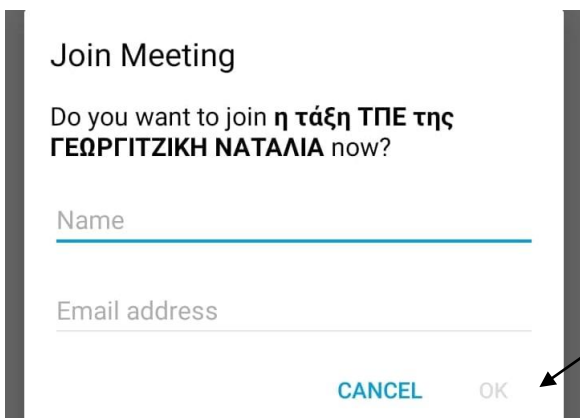 Join Meeting
Do you want to join η τάξη ΤΠΕ της
ΓΕΩΡΓΙΤΖΙΚΗ ΝΑΤΑΛΙΑ now?
Name
Email address
CANCEL OK